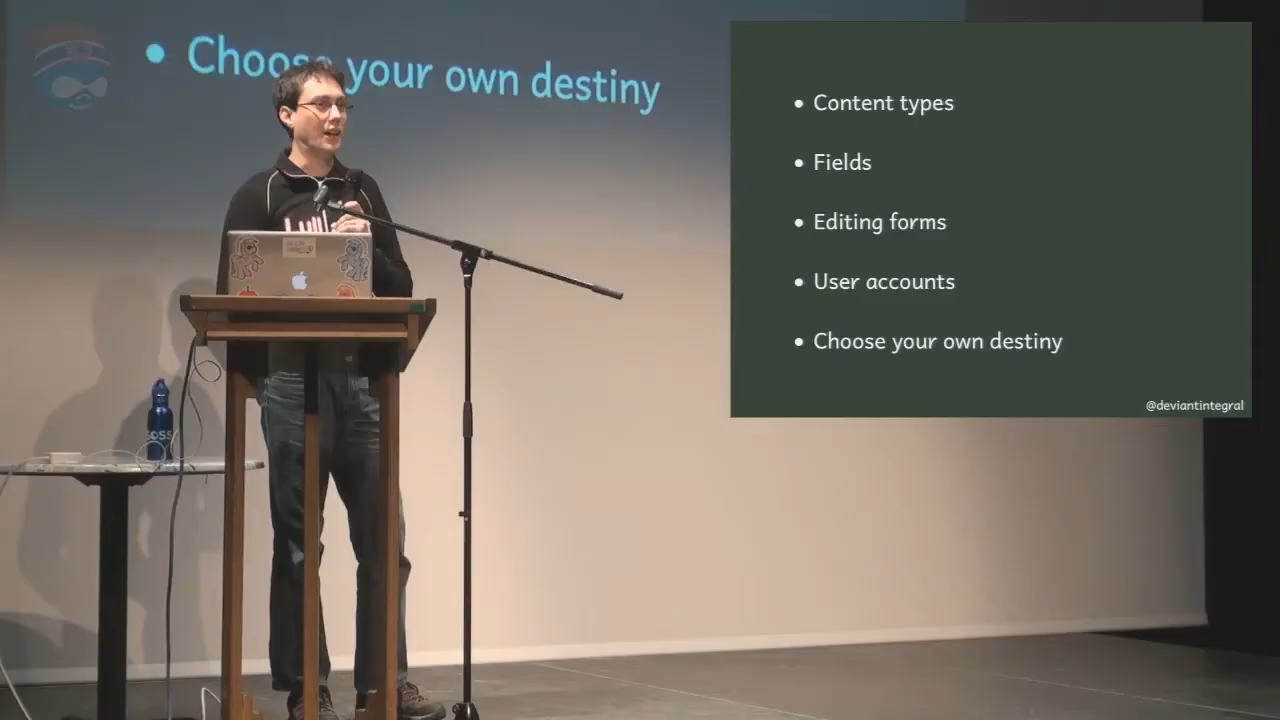 • Choose your own destiny
• Content types
• Fields
• Editing forms
• User accounts
• Choose your own destiny
@deviantintegral